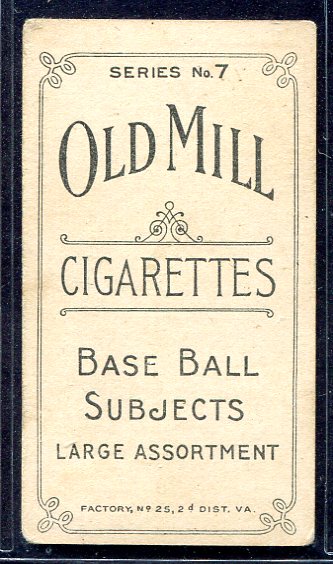 SERIES No. 7
OLD MILL
CIGARETTES
BASE BALL
SUBJECTS
LARGE ASSORTMENT
FACTORY, No 25, 2d DIST. VA.